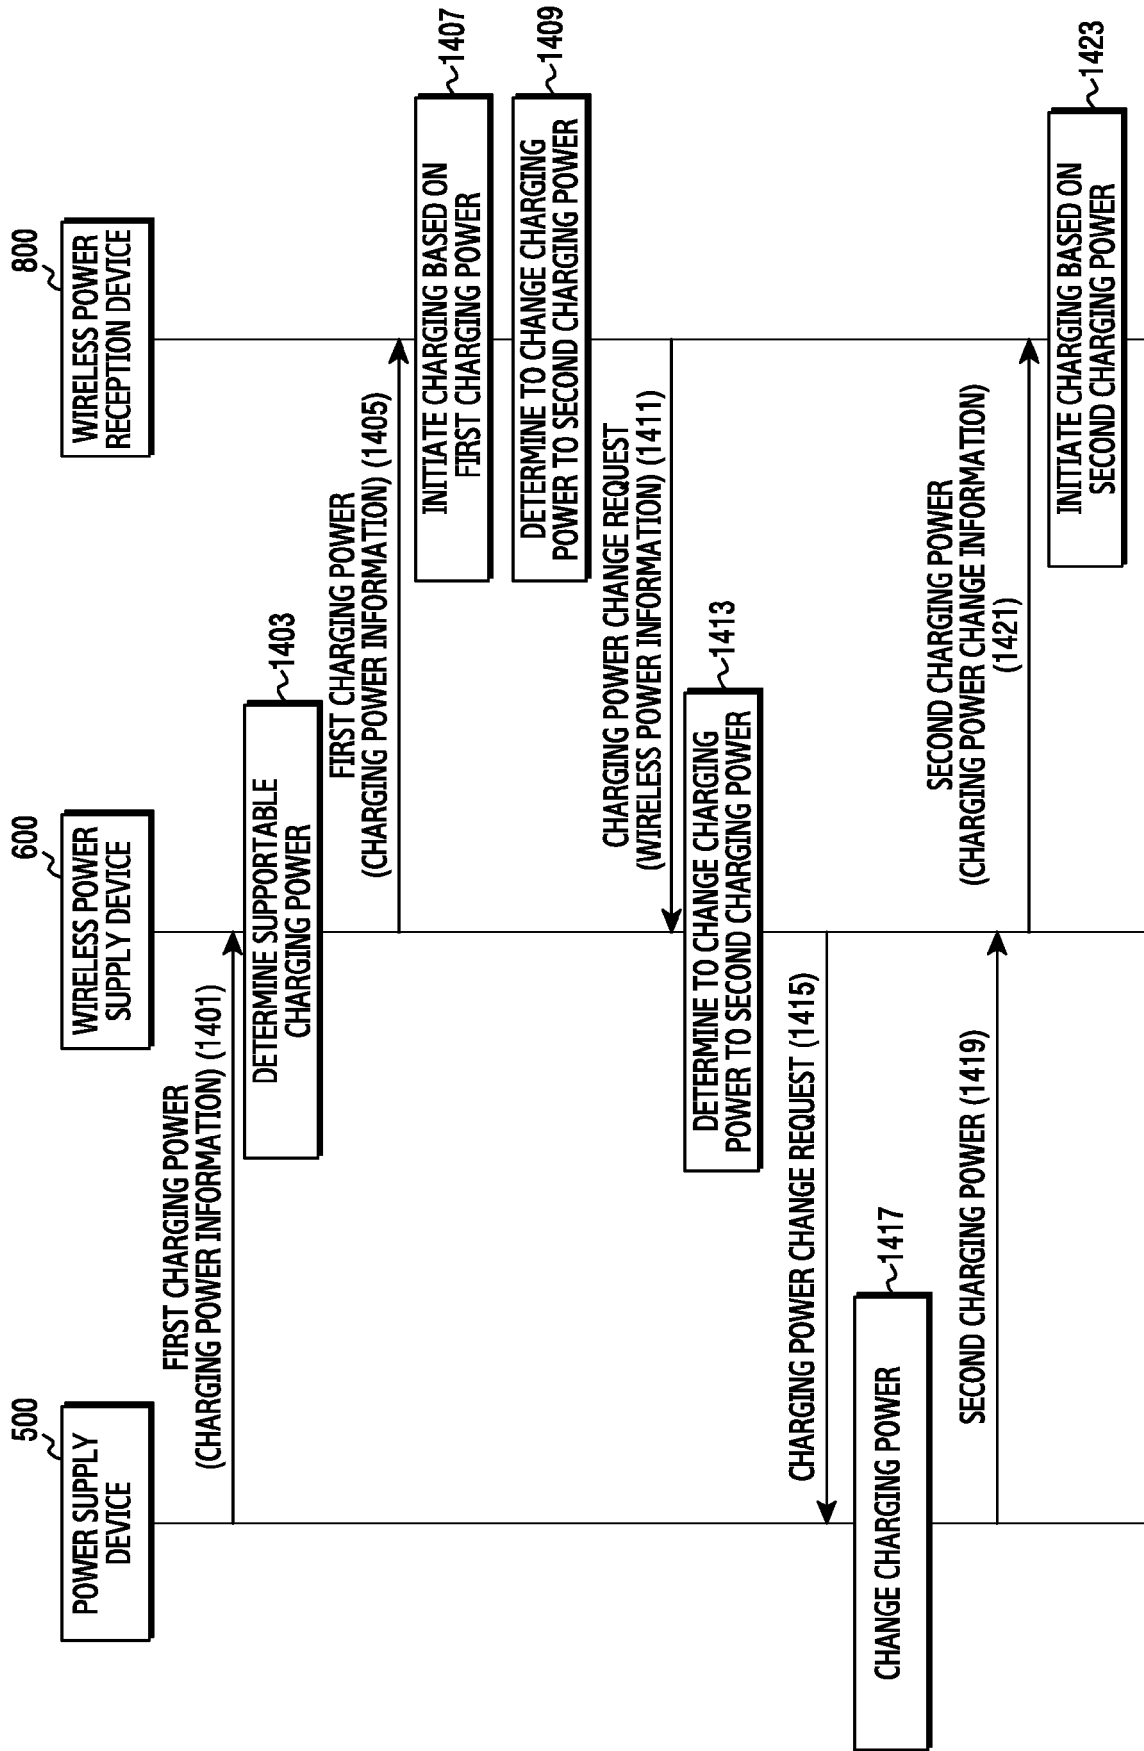 500
POWER SUPPLY
DEVICE
600
WIRELESS POWER
SUPPLY DEVICE
800
WIRELESS POWER
RECEPTION DEVICE
FIRST CHARGING POWER
(CHARGING POWER INFORMATION) (1401)
DETERMINE SUPPORTABLE
CHARGING POWER
1403
FIRST CHARGING POWER
(CHARGING POWER INFORMATION) (1405)
INITIATE CHARGING BASED ON
FIRST CHARGING POWER
1407
DETERMINE TO CHANGE CHARGING
POWER TO SECOND CHARGING POWER
1409
CHARGING POWER CHANGE REQUEST
(WIRELESS POWER INFORMATION) (1411)
DETERMINE TO CHANGE CHARGING
POWER TO SECOND CHARGING POWER
1413
CHARGING POWER CHANGE REQUEST (1415)
CHANGE CHARGING POWER
1417
SECOND CHARGING POWER (1419)
SECOND CHARGING POWER
(CHARGING POWER CHANGE INFORMATION)
(1421)
INITIATE CHARGING BASED ON
SECOND CHARGING POWER
1423